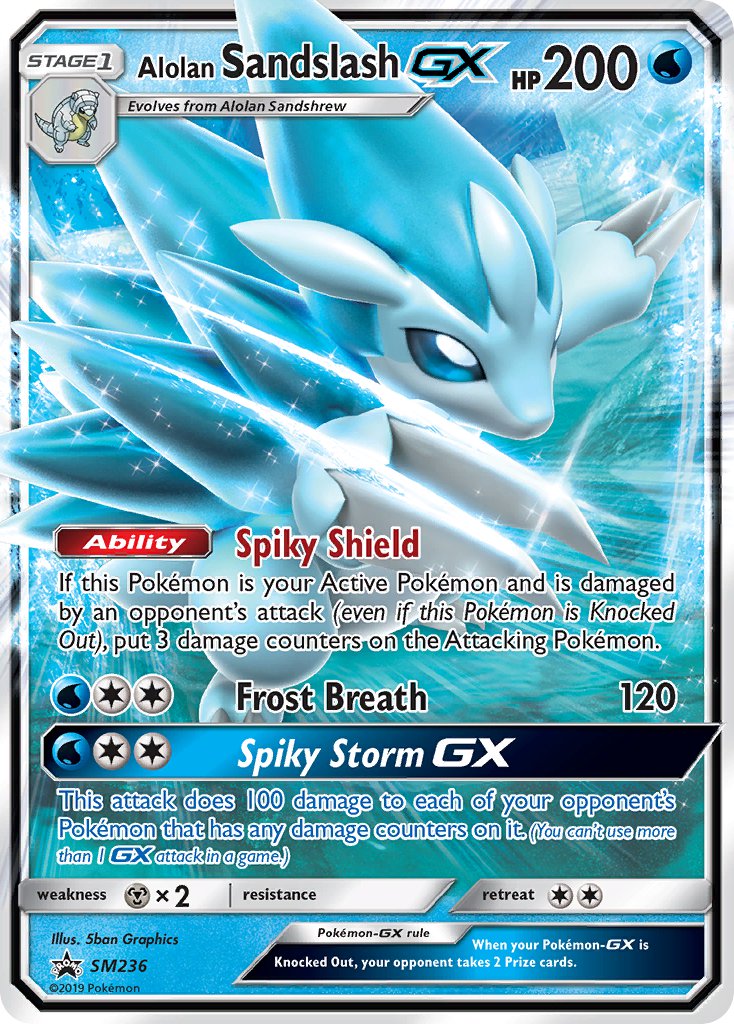 STAGE 1
Alolan Sandslash GX HP 200
Evolves from Alolan Sandshrew
Ability Spiky Shield
If this Pokémon is your Active Pokémon and is damaged
by an opponent's attack (even if this Pokémon is Knocked
Out), put 3 damage counters on the Attacking Pokémon.
Frost Breath 120
Spiky Storm GX
This attack does 100 damage to each of your opponent's
Pokémon that has any damage counters on it. (You can't use more
than 1 GX attack in a game.)
weakness × 2 resistance retreat
Illus. 5ban Graphics
Pokémon-GX rule
When your Pokémon-GX is
Knocked Out, your opponent takes 2 Prize cards.
PROMO SM236
©2019 Pokémon